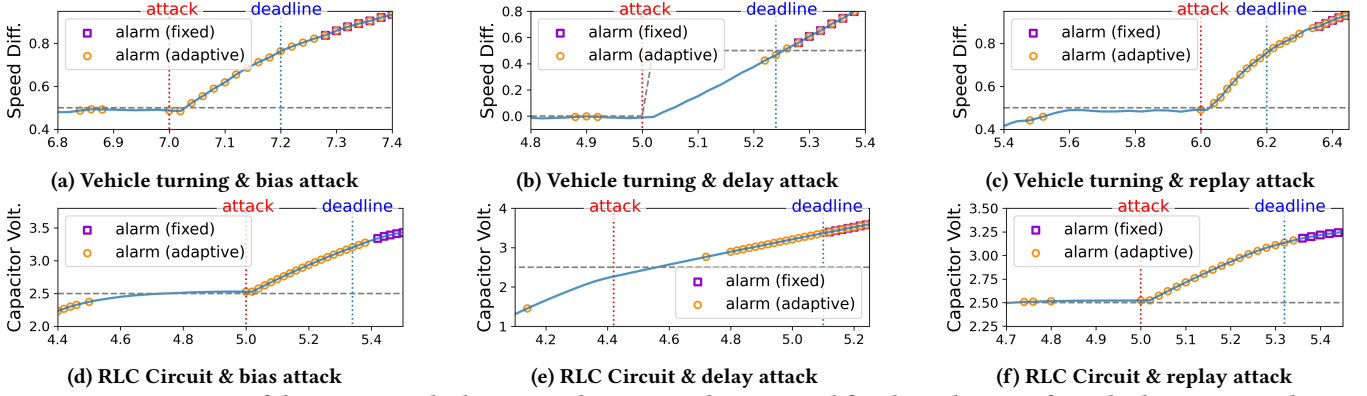 attack deadline
Speed Diff.
0.8
0.6
0.4
alarm (fixed)
alarm (adaptive)
6.8 6.9 7.0 7.1 7.2 7.3 7.4
(a) Vehicle turning & bias attack
attack deadline
Speed Diff.
0.8
0.6
0.4
0.2
0.0
alarm (fixed)
alarm (adaptive)
4.8 4.9 5.0 5.1 5.2 5.3 5.4
(b) Vehicle turning & delay attack
attack deadline
Speed Diff.
0.8
0.6
0.4
alarm (fixed)
alarm (adaptive)
5.4 5.6 5.8 6.0 6.2 6.4
(c) Vehicle turning & replay attack
attack deadline
Capacitor Volt.
3.5
3.0
2.5
2.0
alarm (fixed)
alarm (adaptive)
4.4 4.6 4.8 5.0 5.2 5.4
(d) RLC Circuit & bias attack
attack deadline
Capacitor Volt.
4
3
2
1
alarm (fixed)
alarm (adaptive)
4.2 4.4 4.6 4.8 5.0 5.2
(e) RLC Circuit & delay attack
attack deadline
Capacitor Volt.
3.50
3.25
3.00
2.75
2.50
2.25
alarm (fixed)
alarm (adaptive)
4.7 4.8 4.9 5.0 5.1 5.2 5.3 5.4
(f) RLC Circuit & replay attack